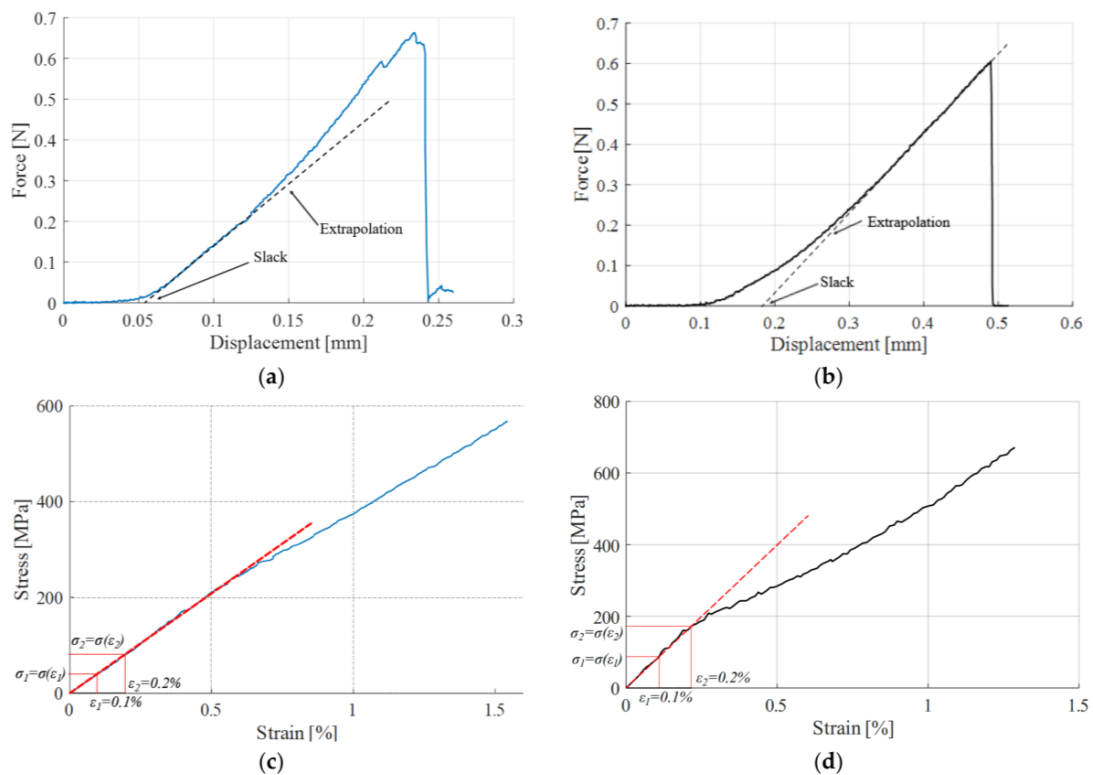 0.7
0.6
0.5
0.4
0.3
0.2
0.1
0
Force [N]
Extrapolation
Slack
0 0.05 0.1 0.15 0.2 0.25 0.3
Displacement [mm]
(a)
0.7
0.6
0.5
0.4
0.3
0.2
0.1
0
Force [N]
Extrapolation
Slack
0 0.1 0.2 0.3 0.4 0.5 0.6
Displacement [mm]
(b)
600
400
200
0
Stress [MPa]
σ₂=σ(ε₂)
σ₁=σ(ε₁)
ε₂=0.2%
ε₁=0.1%
0 0.5 1 1.5
Strain [%]
(c)
800
600
400
200
0
Stress [MPa]
σ₂=σ(ε₂)
σ₁=σ(ε₁)
ε₂=0.2%
ε₁=0.1%
0 0.5 1 1.5
Strain [%]
(d)